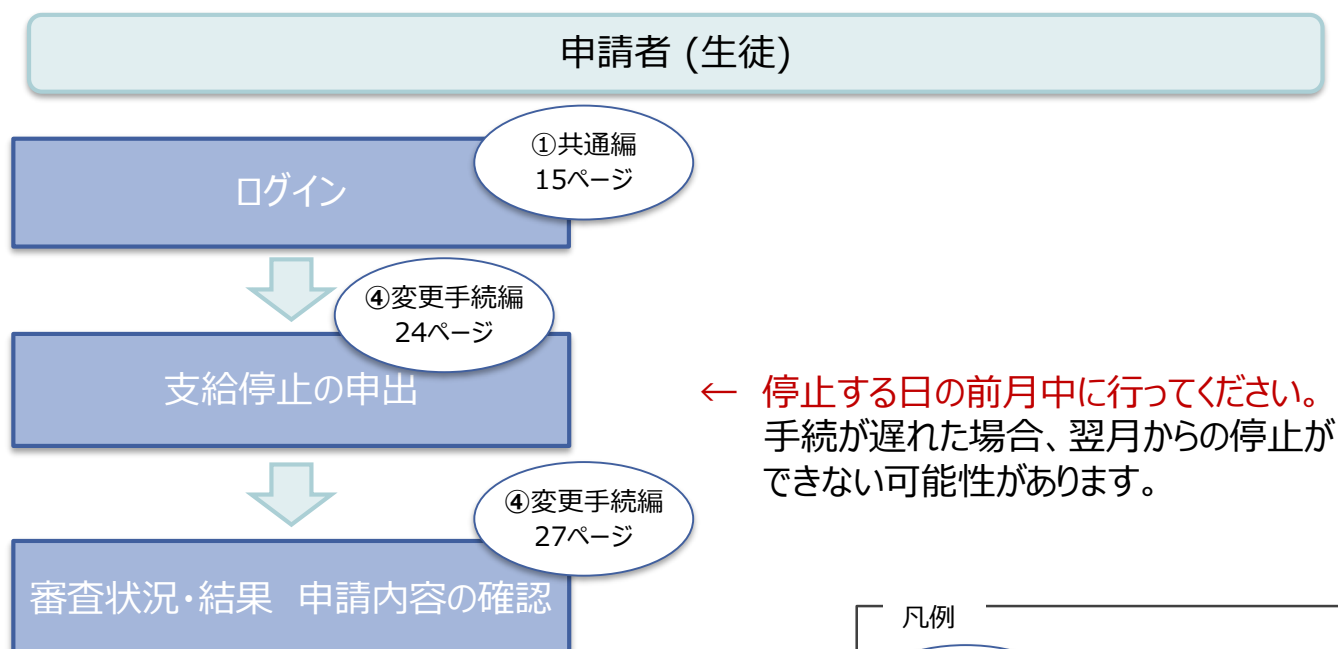 申請者 (生徒)
①共通編
15ページ
ログイン
④変更手続編
24ページ
支給停止の申出
← 停止する日の前月中に行ってください。
手続が遅れた場合、翌月からの停止が
できない可能性があります。
④変更手続編
27ページ
審査状況・結果　申請内容の確認
凡例